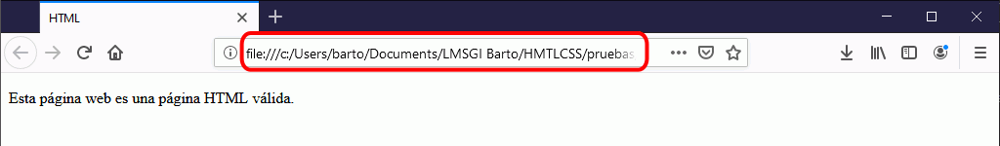 HTML
file:///c:/Users/barto/Documents/LMSGI Barto/HMTLCSS/pruebas
Esta página web es una página HTML válida.